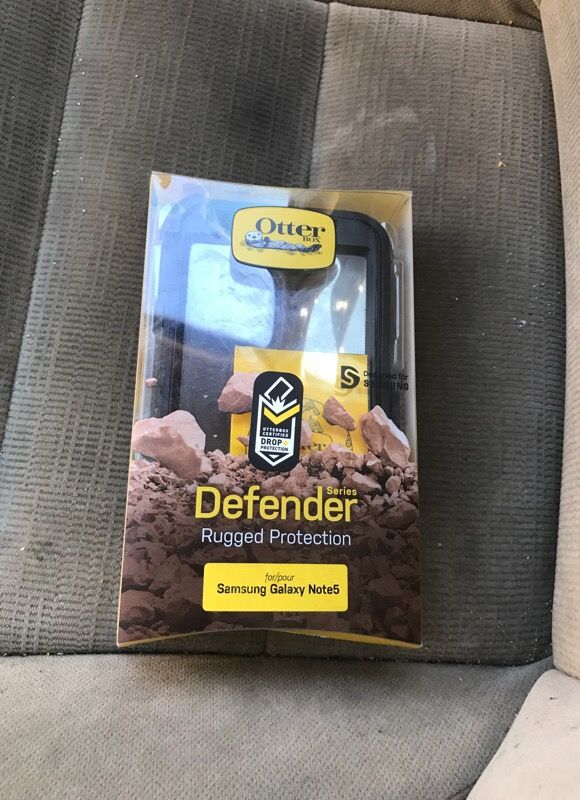 Otter
BOX
Designed for
SAMSUNG
OTTERBOX
CERTIFIED
DROP+
PROTECTION
Series
Defender
Rugged Protection
for/pour
Samsung Galaxy Note5